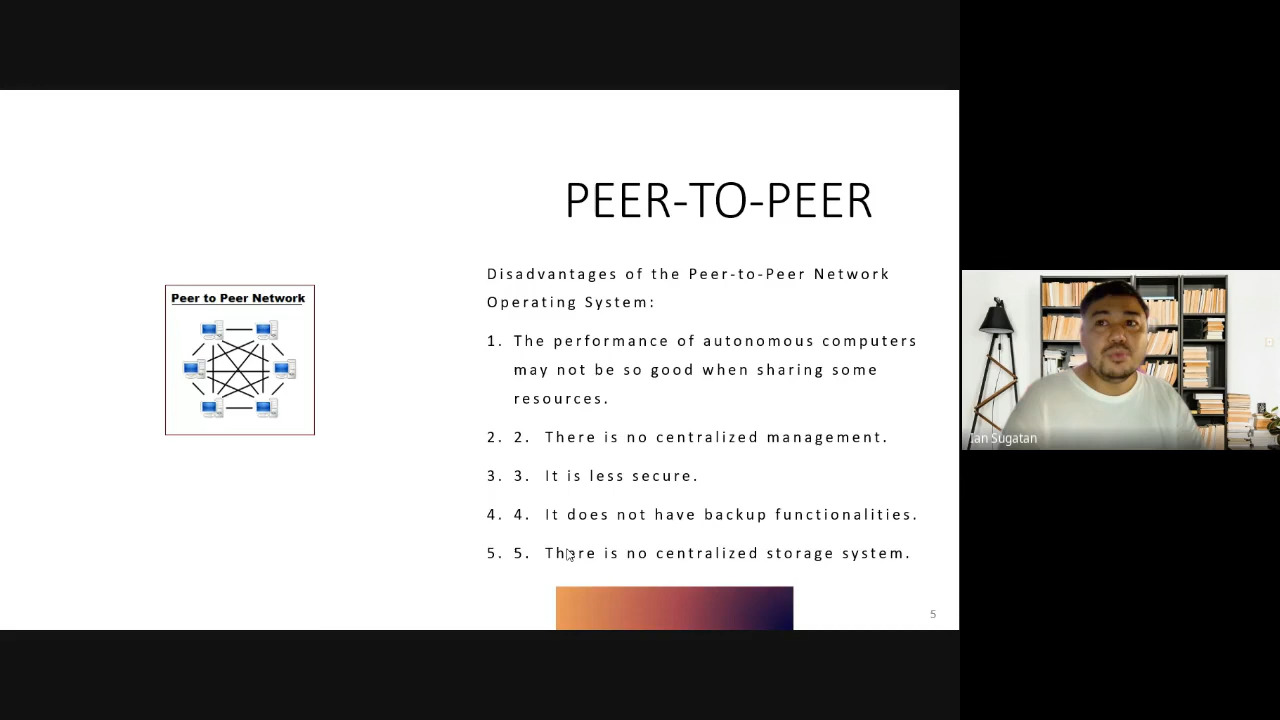 PEER-TO-PEER
Peer to Peer Network
Disadvantages of the Peer-to-Peer Network
Operating System:
1. The performance of autonomous computers
may not be so good when sharing some
resources.
2. 2. There is no centralized management.
3. 3. It is less secure.
4. 4. It does not have backup functionalities.
5. 5. There is no centralized storage system.
5
Ian Sugatan